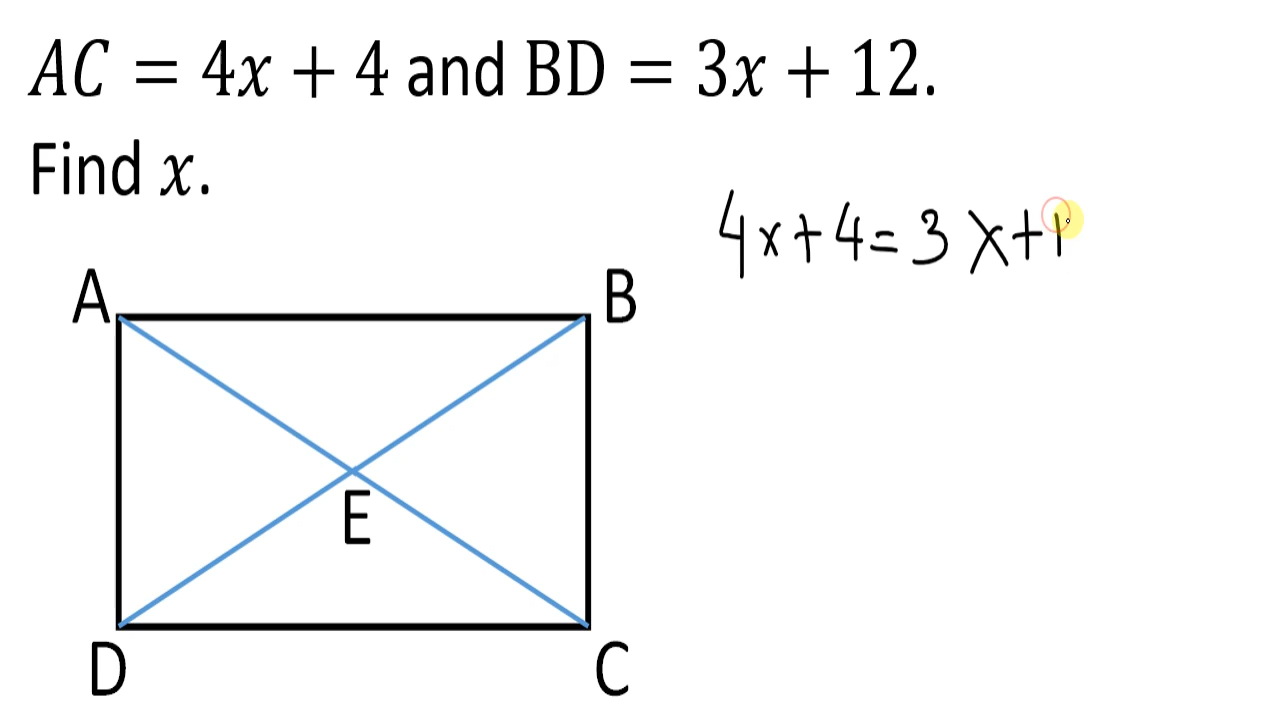 AC = 4x + 4 and BD = 3x + 12.
Find x.
4x+4=3x+1
A
B
E
D
C